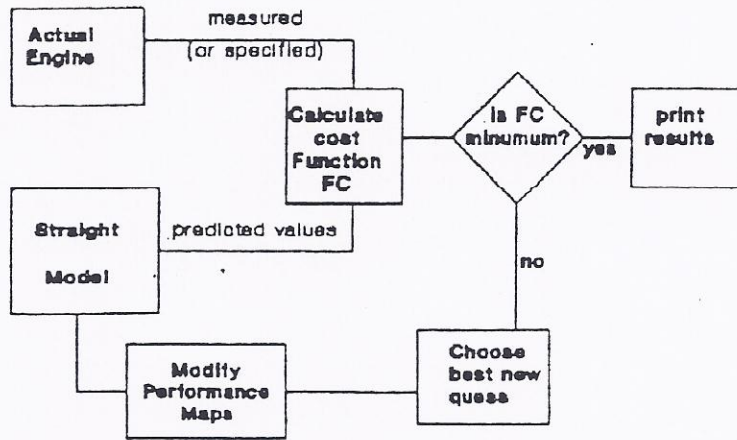 Actual
Engine
measured
(or specified)
Calculate
cost
Function
FC
is FC
minumum?
yes
print
results
Straight
Model
predicted values
no
Modify
Performance
Maps
Choose
best new
quess